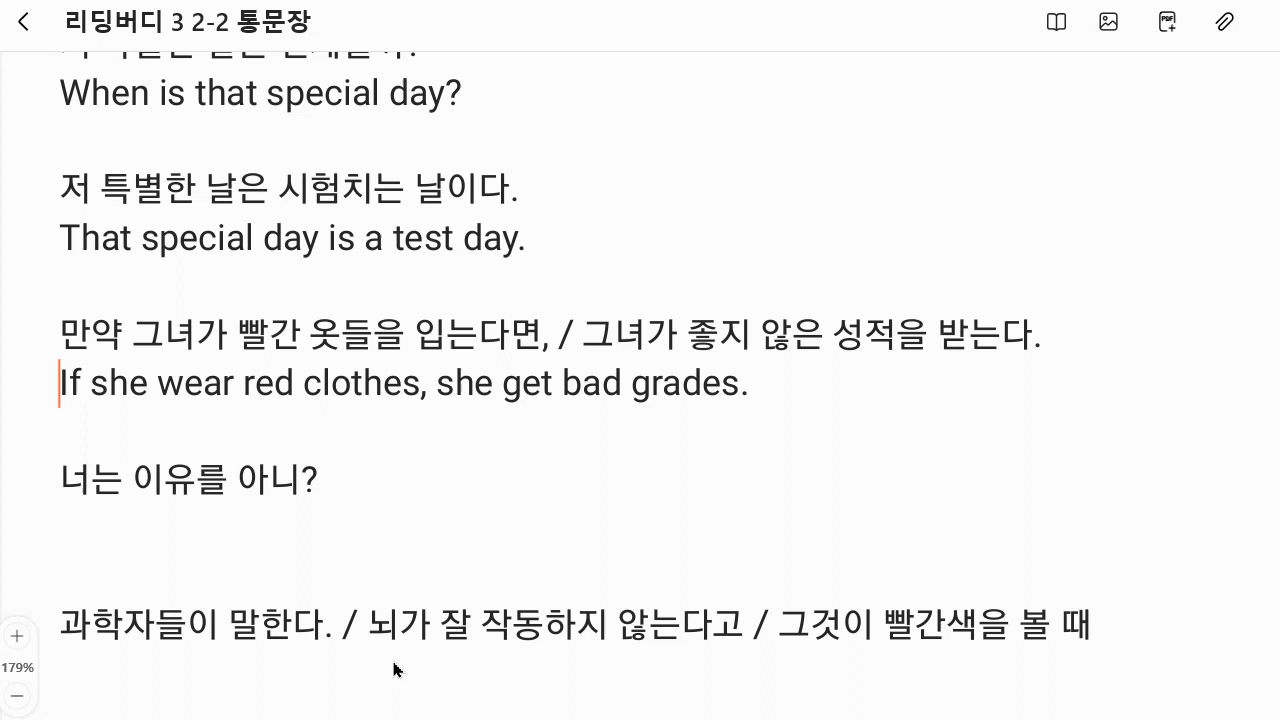 리딩버디 3 2-2 통문장
When is that special day?
저 특별한 날은 시험치는 날이다.
That special day is a test day.
만약 그녀가 빨간 옷들을 입는다면, / 그녀가 좋지 않은 성적을 받는다.
If she wear red clothes, she get bad grades.
너는 이유를 아니?
과학자들이 말한다. / 뇌가 잘 작동하지 않는다고 / 그것이 빨간색을 볼 때
179%